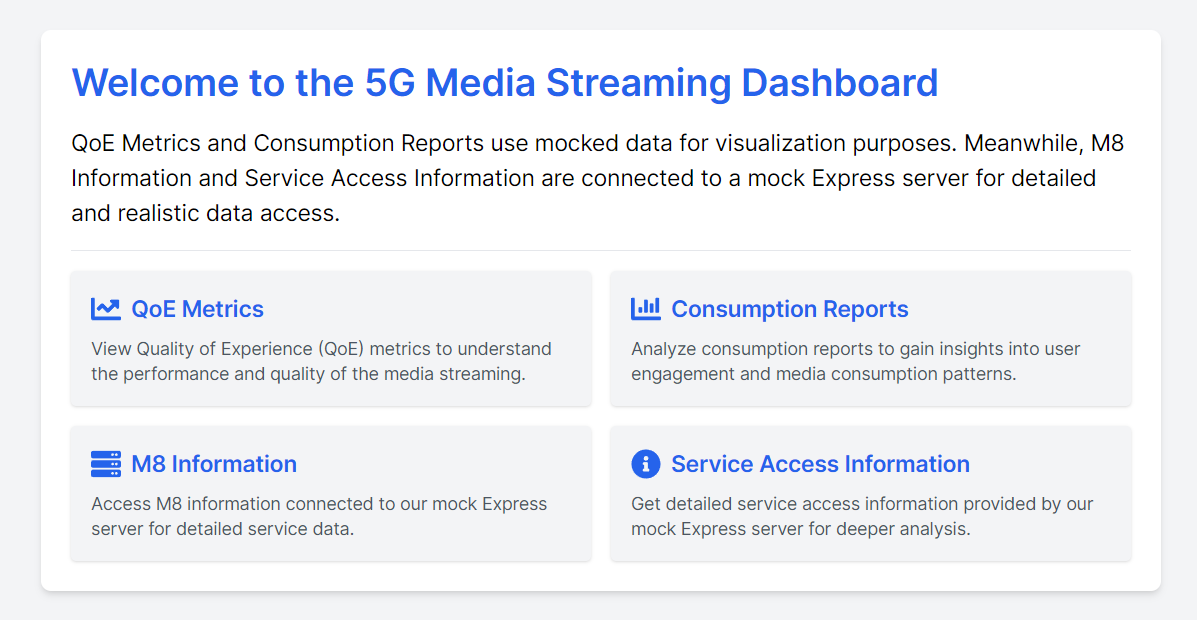 Welcome to the 5G Media Streaming Dashboard
QoE Metrics and Consumption Reports use mocked data for visualization purposes. Meanwhile, M8
Information and Service Access Information are connected to a mock Express server for detailed
and realistic data access.
QoE Metrics
View Quality of Experience (QoE) metrics to understand
the performance and quality of the media streaming.
Consumption Reports
Analyze consumption reports to gain insights into user
engagement and media consumption patterns.
M8 Information
Access M8 information connected to our mock Express
server for detailed service data.
Service Access Information
Get detailed service access information provided by our
mock Express server for deeper analysis.